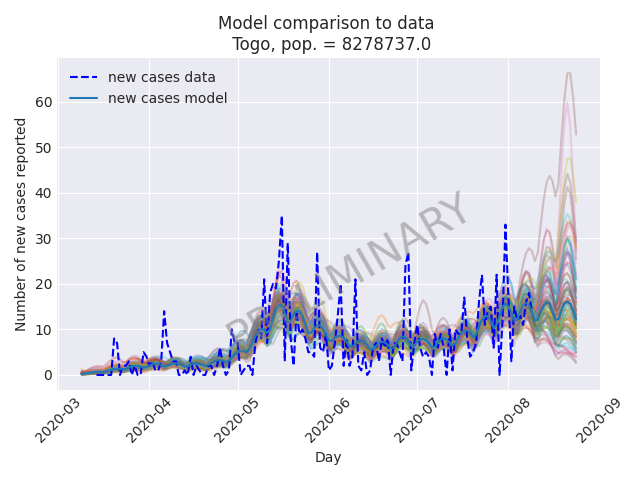 Model comparison to data
Togo, pop. = 8278737.0
new cases data
new cases model
PRELIMINARY
Number of new cases reported
60
50
40
30
20
10
0
2020-03
2020-04
2020-05
2020-06
2020-07
2020-08
2020-09
Day